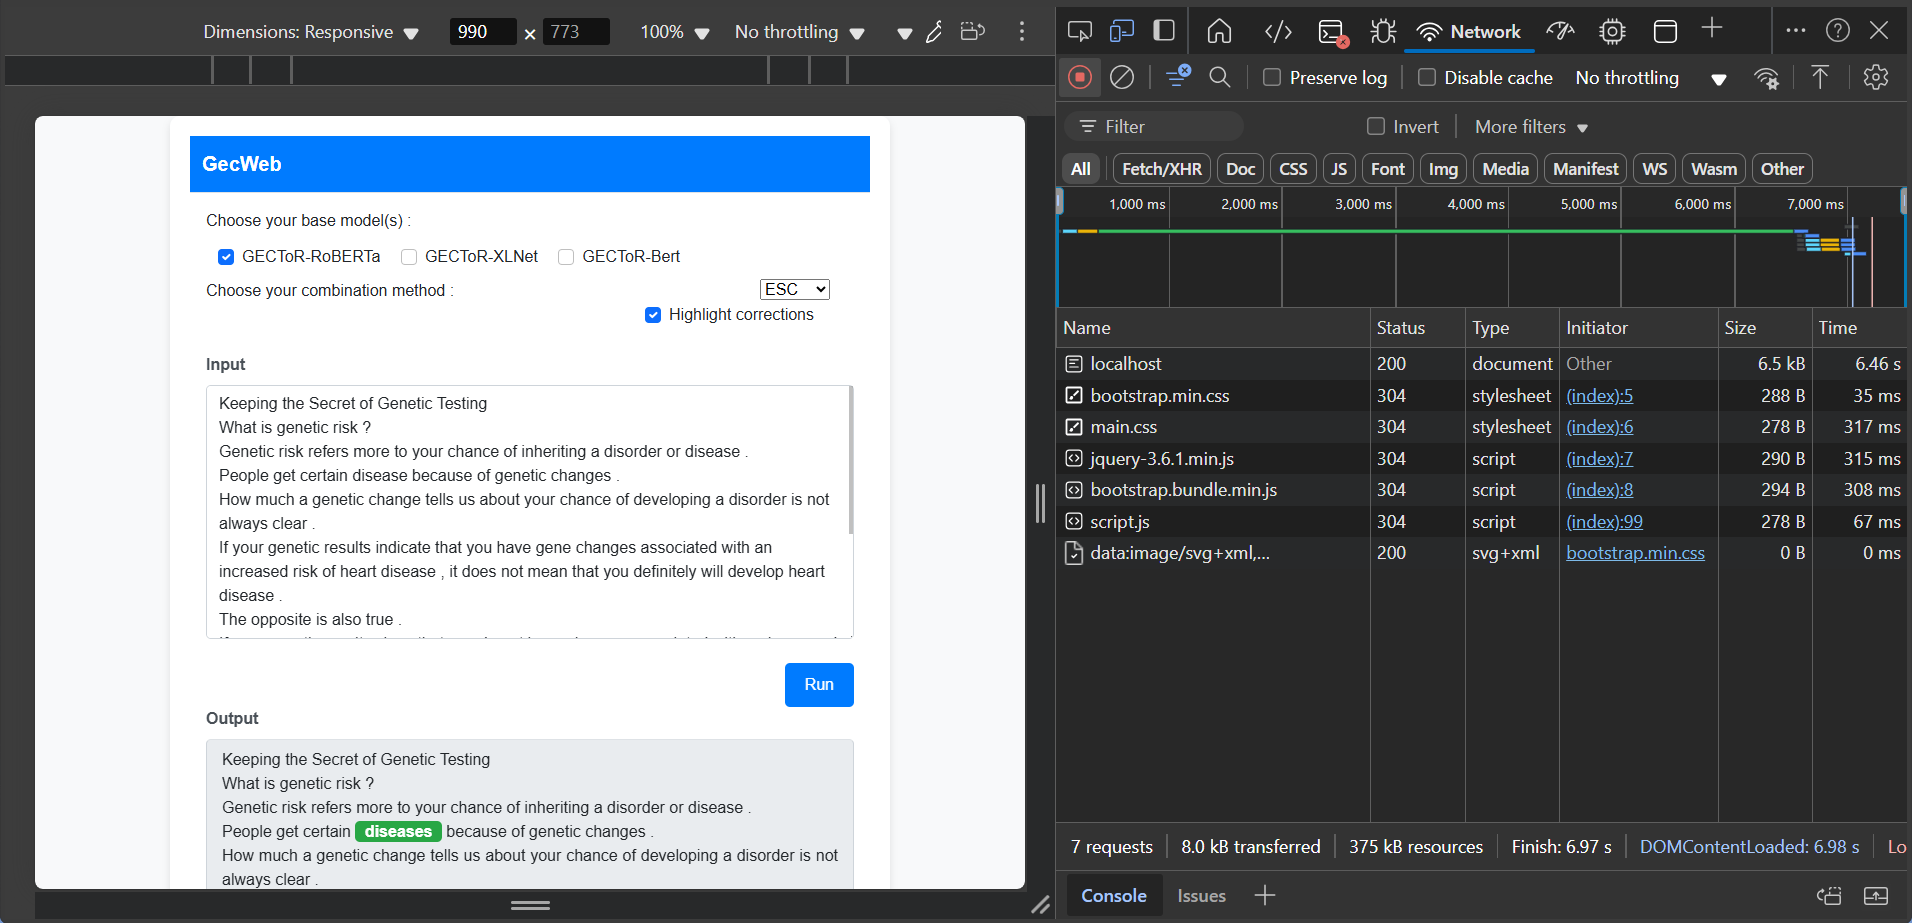 Dimensions: Responsive 990 × 773 100% No throttling
GecWeb
Choose your base model(s) :
GECToR-RoBERTa GECToR-XLNet GECToR-Bert
Choose your combination method : ESC
Highlight corrections
Input
Keeping the Secret of Genetic Testing
What is genetic risk ?
Genetic risk refers more to your chance of inheriting a disorder or disease .
People get certain disease because of genetic changes .
How much a genetic change tells us about your chance of developing a disorder is not
always clear .
If your genetic results indicate that you have gene changes associated with an
increased risk of heart disease , it does not mean that you definitely will develop heart
disease .
The opposite is also true .
Run
Output
Keeping the Secret of Genetic Testing
What is genetic risk ?
Genetic risk refers more to your chance of inheriting a disorder or disease .
People get certain diseases because of genetic changes .
How much a genetic change tells us about your chance of developing a disorder is not
always clear .
Network
Preserve log Disable cache No throttling
Filter Invert More filters
All Fetch/XHR Doc CSS JS Font Img Media Manifest WS Wasm Other
1,000 ms 2,000 ms 3,000 ms 4,000 ms 5,000 ms 6,000 ms 7,000 ms
Name Status Type Initiator Size Time
localhost 200 document Other 6.5 kB 6.46 s
bootstrap.min.css 304 stylesheet (index):5 288 B 35 ms
main.css 304 stylesheet (index):6 278 B 317 ms
jquery-3.6.1.min.js 304 script (index):7 290 B 315 ms
bootstrap.bundle.min.js 304 script (index):8 294 B 308 ms
script.js 304 script (index):99 278 B 67 ms
data:image/svg+xml,... 200 svg+xml bootstrap.min.css 0 B 0 ms
7 requests 8.0 kB transferred 375 kB resources Finish: 6.97 s DOMContentLoaded: 6.98 s Lo
Console Issues